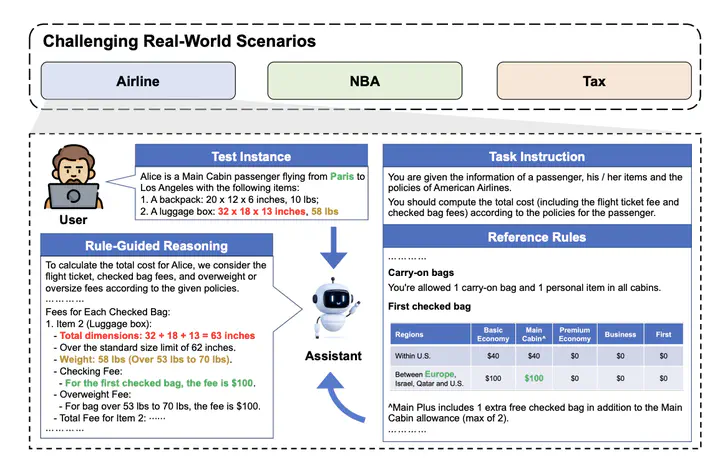 Challenging Real-World Scenarios
Airline
NBA
Tax
User
Test Instance
Alice is a Main Cabin passenger flying from Paris to
Los Angeles with the following items:
1. A backpack: 20 x 12 x 6 inches, 10 lbs;
2. A luggage box: 32 x 18 x 13 inches, 58 lbs
Task Instruction
You are given the information of a passenger, his / her items and the
policies of American Airlines.
You should compute the total cost (including the flight ticket fee and
checked bag fees) according to the policies for the passenger.
Rule-Guided Reasoning
To calculate the total cost for Alice, we consider the
flight ticket, checked bag fees, and overweight or
oversize fees according to the given policies.
… … … …
Fees for Each Checked Bag:
1. Item 2 (Luggage box):
- Total dimensions: 32 + 18 + 13 = 63 inches
- Over the standard size limit of 62 inches.
- Weight: 58 lbs (Over 53 lbs to 70 lbs).
- Checking Fee:
- For the first checked bag, the fee is $100.
- Overweight Fee:
- For bag over 53 lbs to 70 lbs, the fee is $100.
- Total Fee for Item 2: ······
… … … …
Assistant
Reference Rules
… … … …
Carry-on bags
You're allowed 1 carry-on bag and 1 personal item in all cabins.
First checked bag
Regions Basic Economy Main Cabin^ Premium Economy Business First
Within U.S. $40 $40 $0 $0 $0
Between Europe, Israel, Qatar and U.S. $100 $100 $0 $0 $0
^Main Plus includes 1 extra free checked bag in addition to the Main
Cabin allowance (max of 2).
… … … …